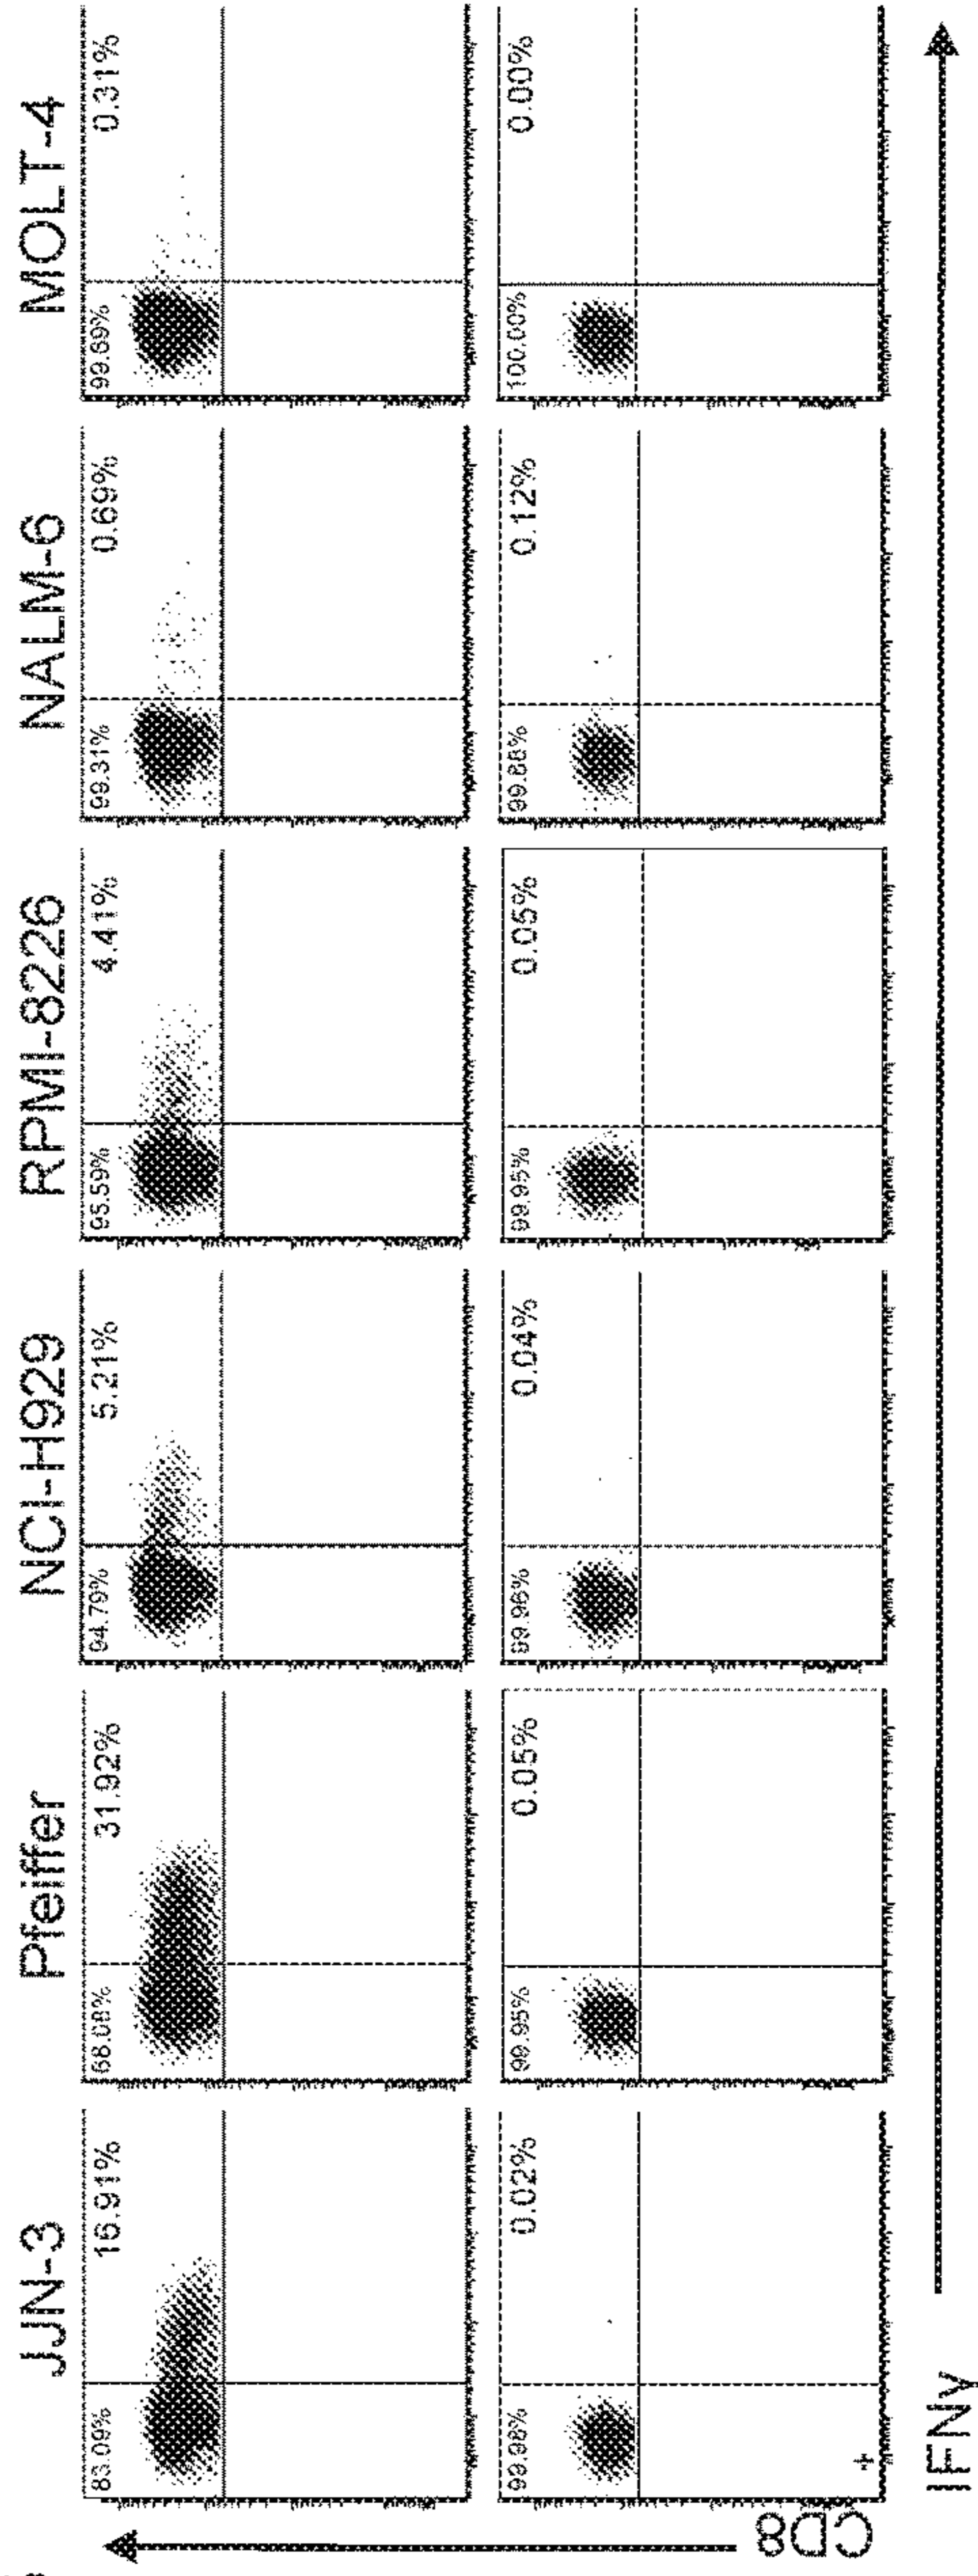 JJN-3 Pfeiffer NCI-H929 RPMI-8226 NALM-6 MOLT-4
83.09% 16.91% 68.08% 31.92% 94.79% 5.21% 95.59% 4.41% 99.31% 0.69% 99.69% 0.31%
99.98% 0.02% 99.95% 0.05% 99.96% 0.04% 99.95% 0.05% 99.88% 0.12% 100.00% 0.00%
CD8
IFNγ